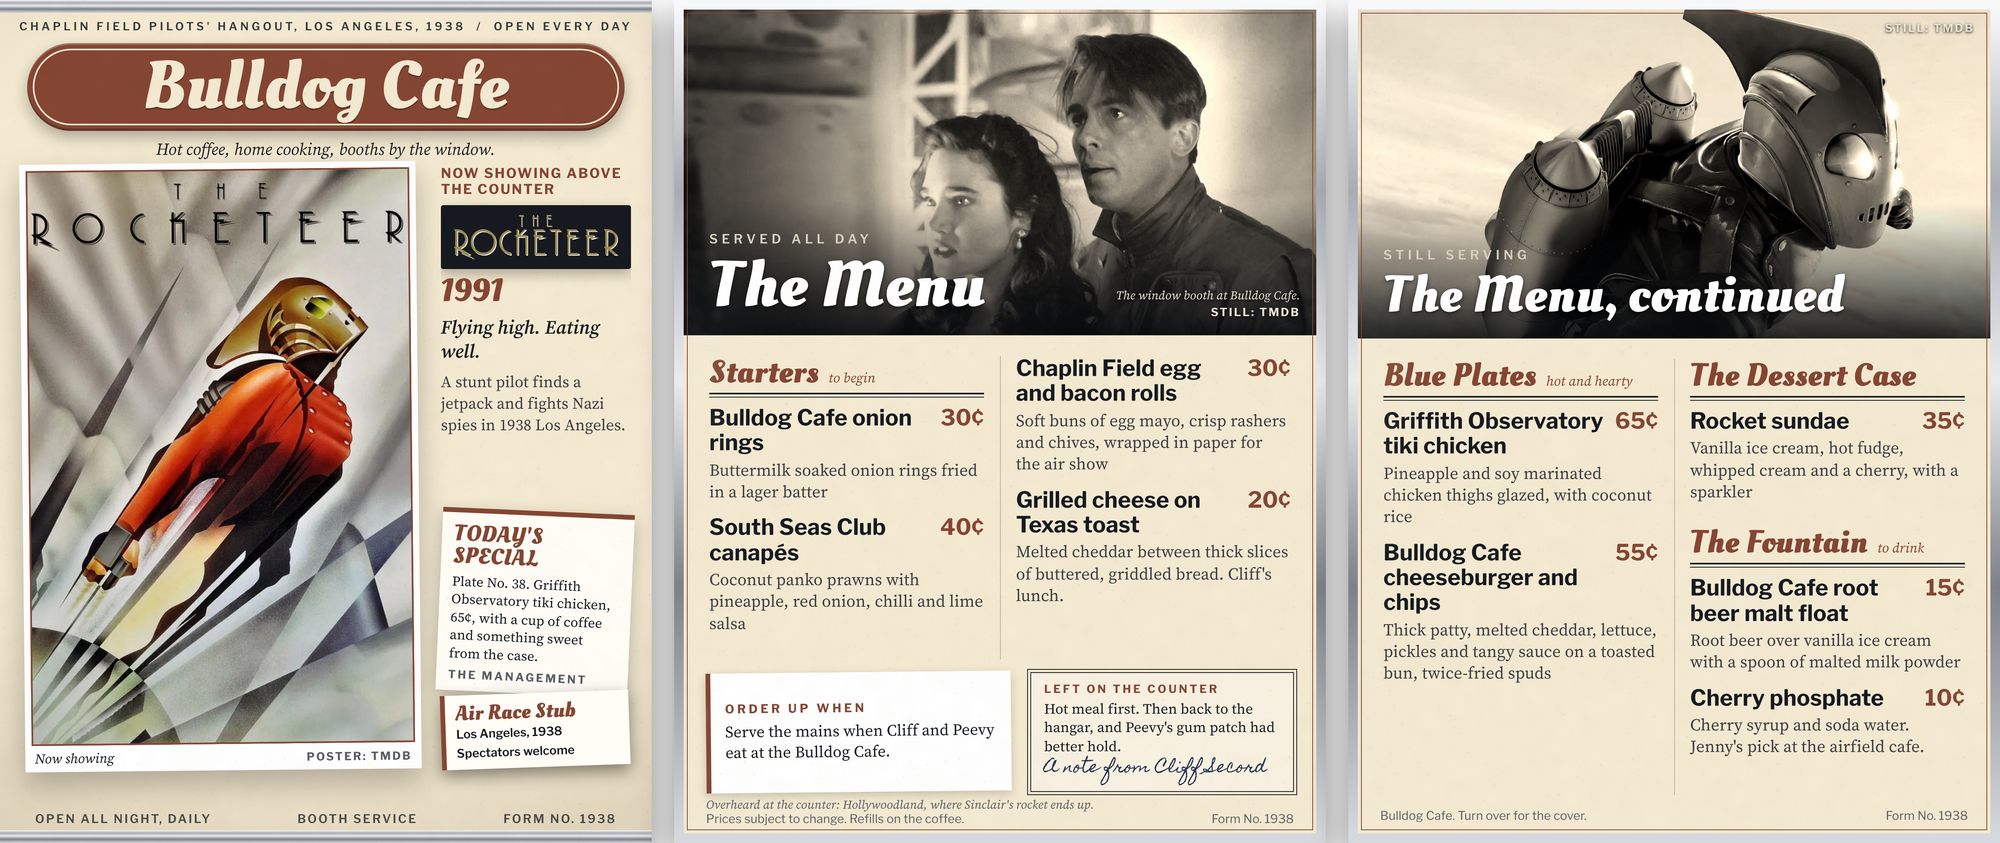 CHAPLIN FIELD PILOTS' HANGOUT, LOS ANGELES, 1938 / OPEN EVERY DAY
Bulldog Cafe
Hot coffee, home cooking, booths by the window.
THE
ROCKETEER
Now showing
POSTER: TMDB
NOW SHOWING ABOVE
THE COUNTER
THE
ROCKETEER
1991
Flying high. Eating
well.
A stunt pilot finds a
jetpack and fights Nazi
spies in 1938 Los Angeles.
TODAY'S
SPECIAL
Plate No. 38. Griffith
Observatory tiki chicken,
65¢, with a cup of coffee
and something sweet
from the case.
THE MANAGEMENT
Air Race Stub
Los Angeles, 1938
Spectators welcome
OPEN ALL NIGHT, DAILY
BOOTH SERVICE
FORM NO. 1938
SERVED ALL DAY
The Menu
The window booth at Bulldog Cafe.
STILL: TMDB
Starters to begin
Bulldog Cafe onion 30¢
rings
Buttermilk soaked onion rings fried
in a lager batter
South Seas Club 40¢
canapés
Coconut panko prawns with
pineapple, red onion, chilli and lime
salsa
Chaplin Field egg 30¢
and bacon rolls
Soft buns of egg mayo, crisp rashers
and chives, wrapped in paper for
the air show
Grilled cheese on 20¢
Texas toast
Melted cheddar between thick slices
of buttered, griddled bread. Cliff's
lunch.
ORDER UP WHEN
Serve the mains when Cliff and Peevy
eat at the Bulldog Cafe.
LEFT ON THE COUNTER
Hot meal first. Then back to the
hangar, and Peevy's gum patch had
better hold.
A note from Cliff Secord
Overheard at the counter: Hollywoodland, where Sinclair's rocket ends up.
Prices subject to change. Refills on the coffee.
Form No. 1938
STILL: TMDB
STILL SERVING
The Menu, continued
Blue Plates hot and hearty
Griffith Observatory 65¢
tiki chicken
Pineapple and soy marinated
chicken thighs glazed, with coconut
rice
Bulldog Cafe 55¢
cheeseburger and
chips
Thick patty, melted cheddar, lettuce,
pickles and tangy sauce on a toasted
bun, twice-fried spuds
The Dessert Case
Rocket sundae 35¢
Vanilla ice cream, hot fudge,
whipped cream and a cherry, with a
sparkler
The Fountain to drink
Bulldog Cafe root 15¢
beer malt float
Root beer over vanilla ice cream
with a spoon of malted milk powder
Cherry phosphate 10¢
Cherry syrup and soda water.
Jenny's pick at the airfield cafe.
Bulldog Cafe. Turn over for the cover.
Form No. 1938